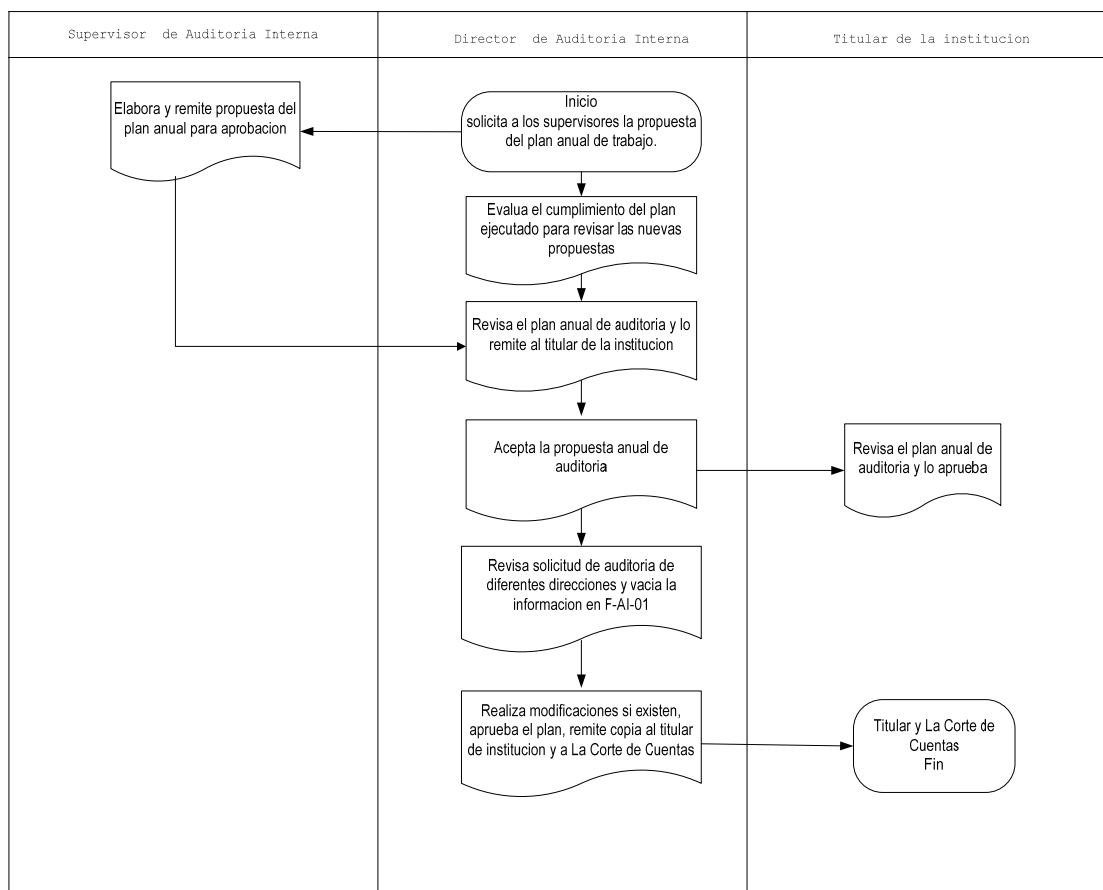 Supervisor de Auditoria Interna
Director de Auditoria Interna
Titular de la institucion
Elabora y remite propuesta del
plan anual para aprobacion
Inicio
solicita a los supervisores la propuesta
del plan anual de trabajo.
Evalua el cumplimiento del plan
ejecutado para revisar las nuevas
propuestas
Revisa el plan anual de auditoria y lo
remite al titular de la institucion
Acepta la propuesta anual de
auditoria
Revisa el plan anual de
auditoria y lo aprueba
Revisa solicitud de auditoria de
diferentes direcciones y vacia la
informacion en F-AI-01
Realiza modificaciones si existen,
aprueba el plan, remite copia al titular
de institucion y a La Corte de Cuentas
Titular y La Corte de
Cuentas
Fin